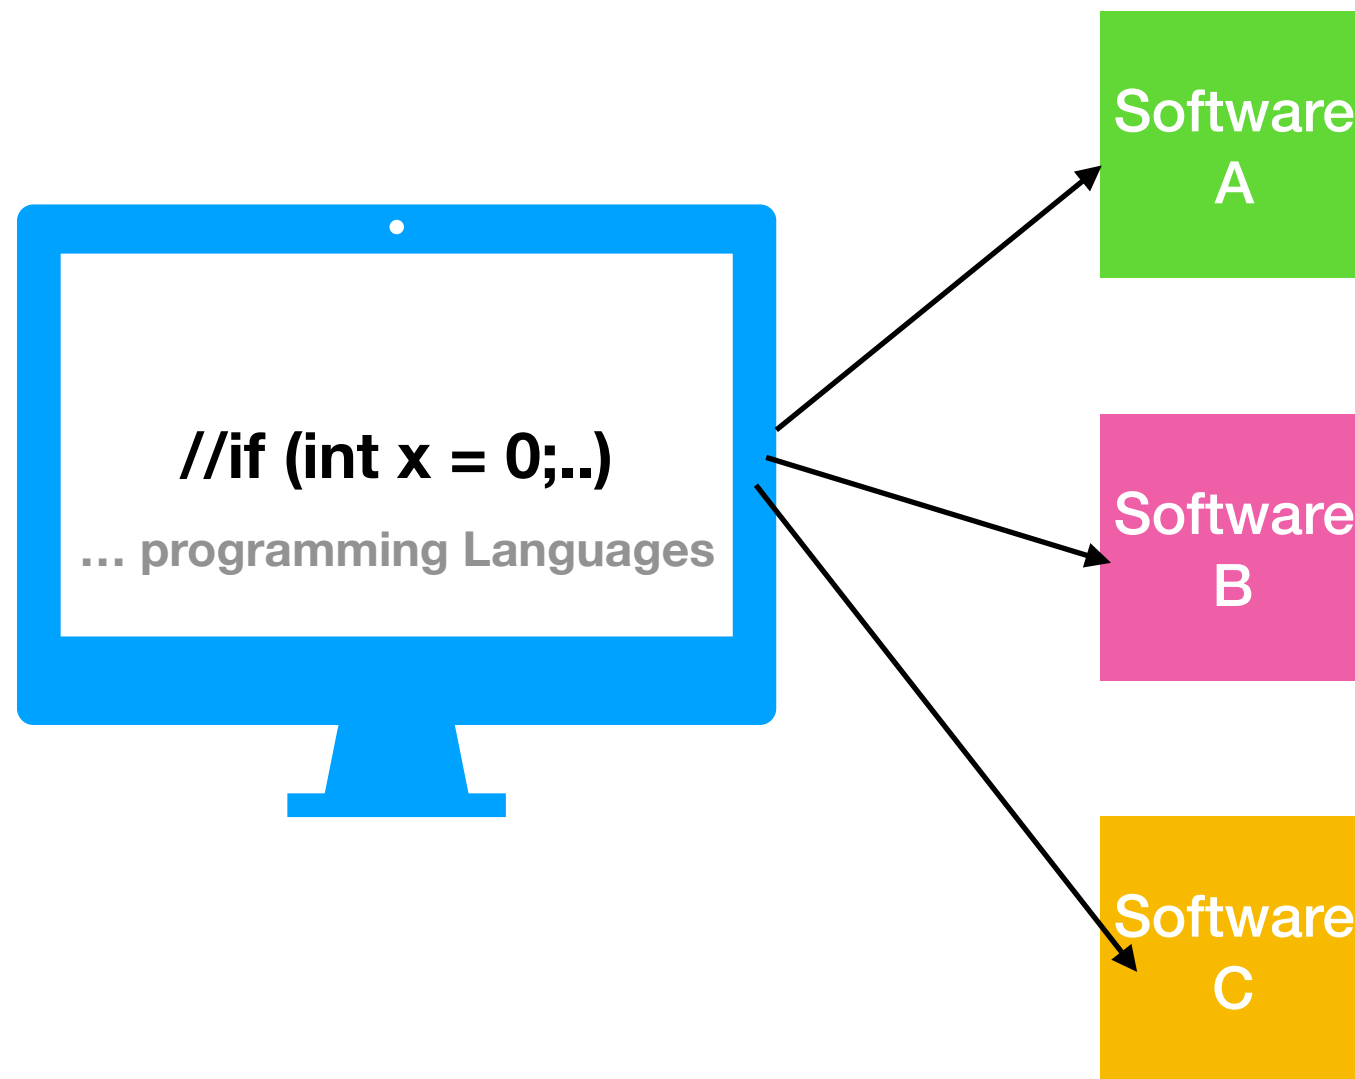 Software
A
//if (int x = 0;..)
... programming Languages
Software
B
Software
C